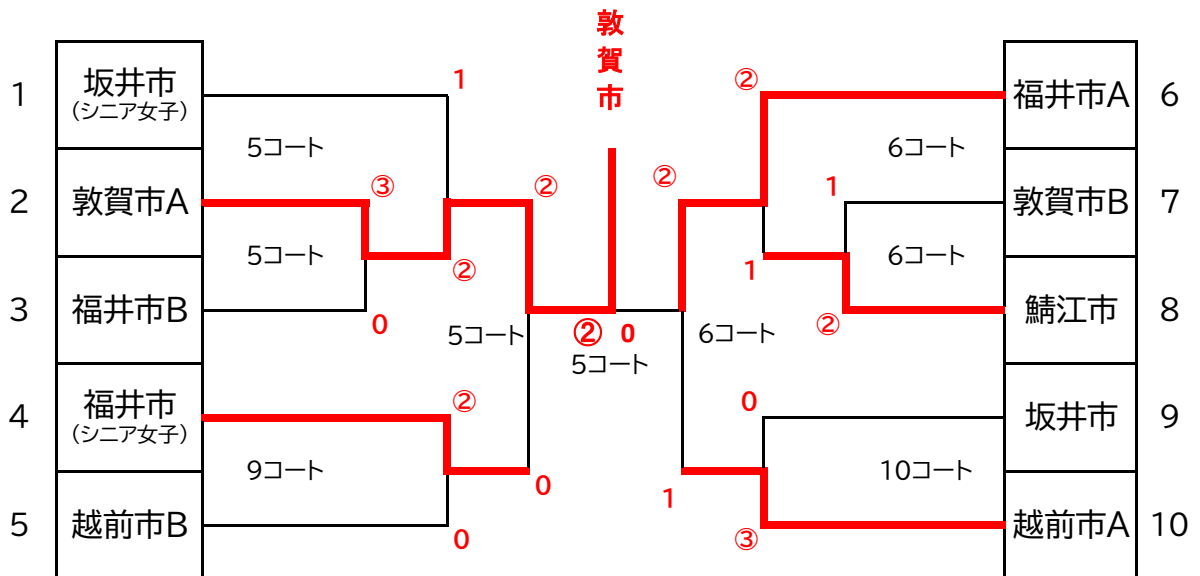 敦賀市
1
坂井市
(シニア女子)
1
②
福井市A
6
5コート
6コート
2
敦賀市A
③
②
②
1
敦賀市B
7
5コート
②
1
6コート
3
福井市B
0
5コート
② 0
5コート
6コート
②
鯖江市
8
4
福井市
(シニア女子)
②
0
坂井市
9
9コート
0
1
10コート
5
越前市B
0
③
越前市A
10